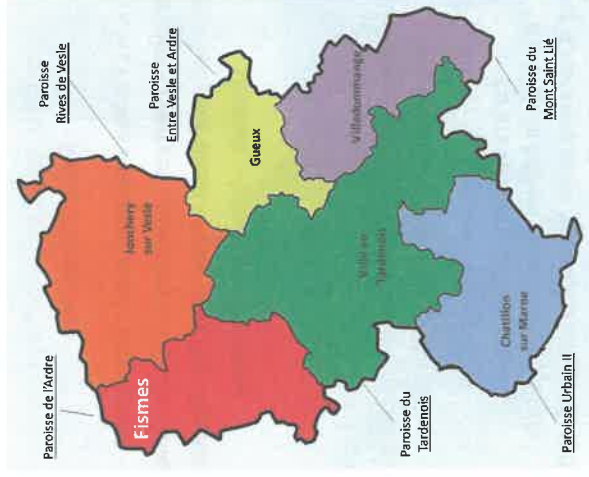 Paroisse de l'Ardre
Paroisse
Rives de Vesle
Paroisse
Entre Vesle et Ardre
Fismes
Jonchery
sur Vesle
Gueux
Villedommange
Ville en
Tardenois
Chatillon
sur Marne
Paroisse du
Tardenois
Paroisse Urbain II
Paroisse du
Mont Saint Lié